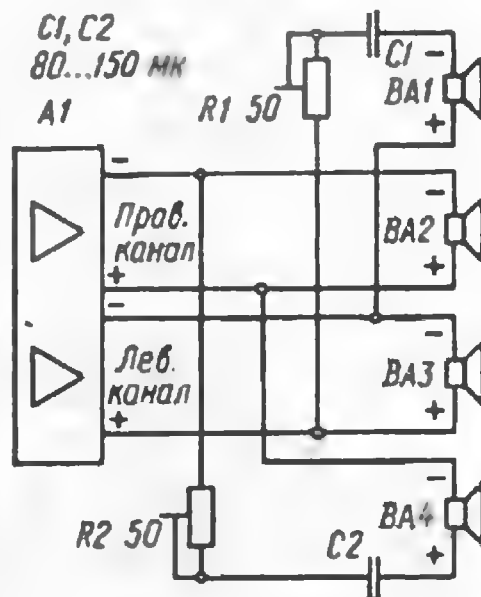 C1, C2
80...150 мк
A1
R1 50
C1
−
BA1
+
−
Прав.
канал
+
−
BA2
+
−
Лев.
канал
+
−
BA3
+
R2 50
C2
−
BA4
+